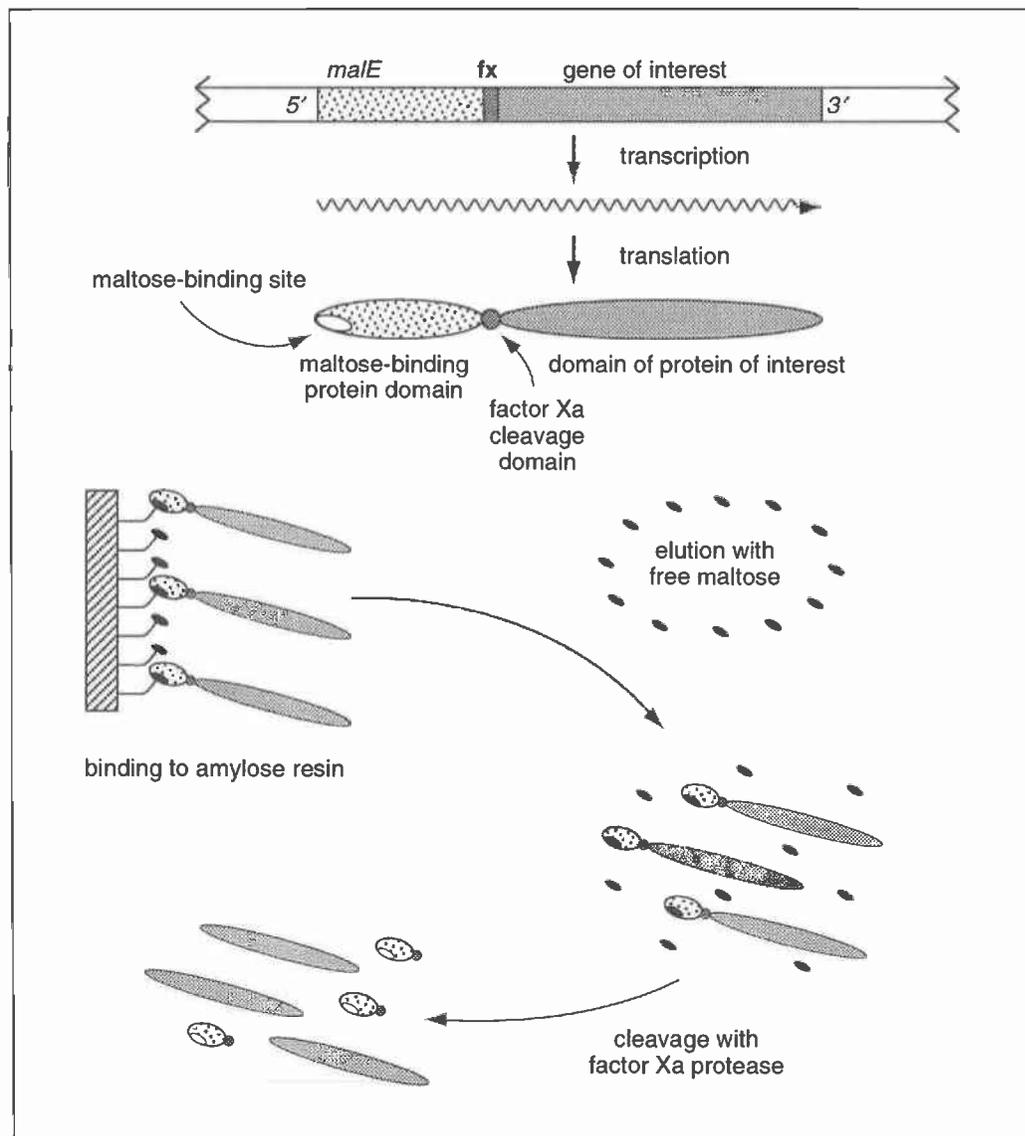 malE
fx
gene of interest
5'
3'
transcription
translation
maltose-binding site
maltose-binding
protein domain
domain of protein of interest
factor Xa
cleavage
domain
elution with
free maltose
binding to amylose resin
cleavage with
factor Xa protease